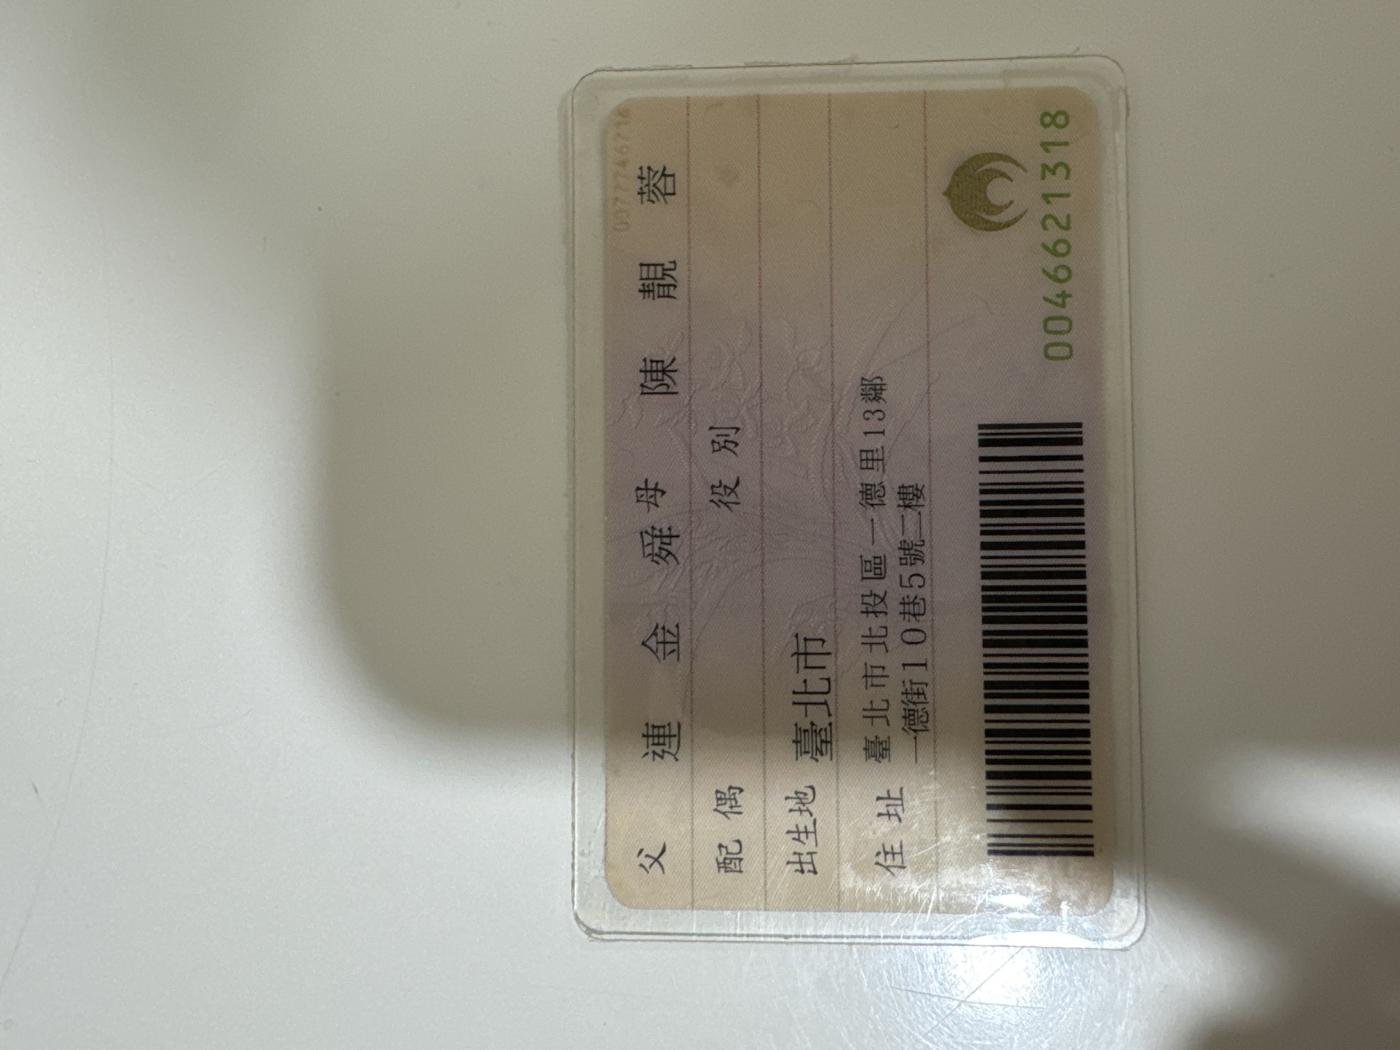 0077746716
父 連金舜 母 陳靚蓉
配偶 役別
出生地 臺北市
住址 臺北市北投區一德里13鄰
一德街10巷5號二樓
0046621318